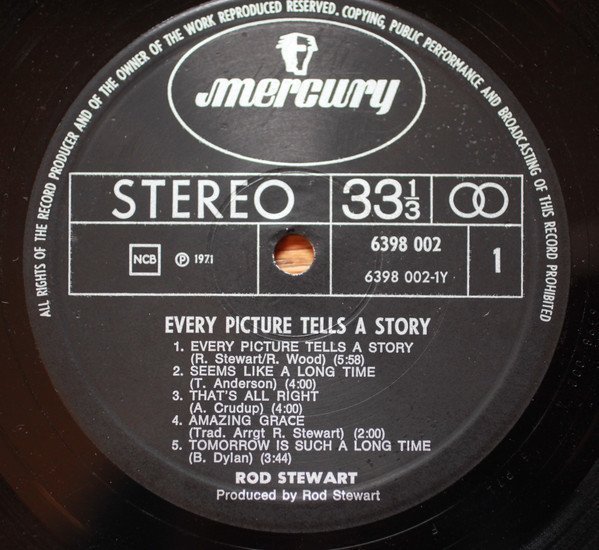 ALL RIGHTS OF THE RECORD PRODUCER AND OF THE OWNER OF THE WORK REPRODUCED RESERVED. COPYING, PUBLIC PERFORMANCE AND BROADCASTING OF THIS RECORD PROHIBITED
mercury
STEREO 33 1/3
NCB ℗ 1971 6398 002 1
6398 002-1Y
EVERY PICTURE TELLS A STORY
1. EVERY PICTURE TELLS A STORY
(R. Stewart/R. Wood) (5:58)
2. SEEMS LIKE A LONG TIME
(T. Anderson) (4:00)
3. THAT'S ALL RIGHT
(A. Crudup) (4:00)
4. AMAZING GRACE
(Trad. Arrgt R. Stewart) (2:00)
5. TOMORROW IS SUCH A LONG TIME
(B. Dylan) (3:44)
ROD STEWART
Produced by Rod Stewart